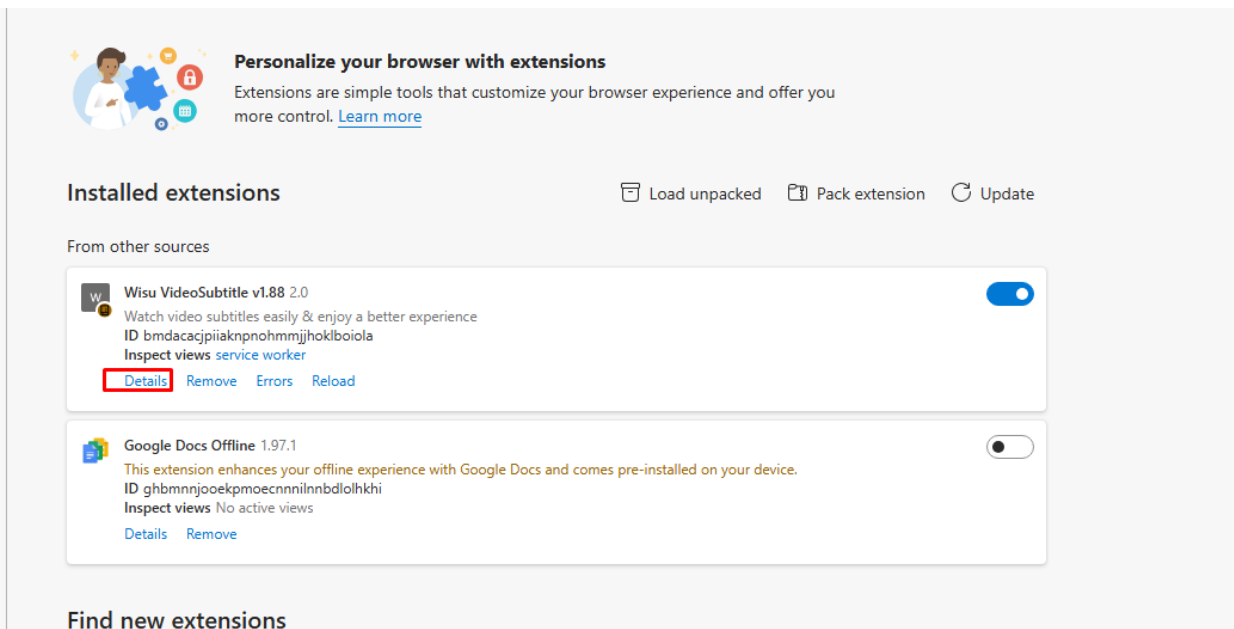 Personalize your browser with extensions
Extensions are simple tools that customize your browser experience and offer you
more control. Learn more
Installed extensions
Load unpacked
Pack extension
Update
From other sources
W
Wisu VideoSubtitle v1.88 2.0
Watch video subtitles easily & enjoy a better experience
ID bmdacacjpiiaknpnohmmjjhoklboiola
Inspect views service worker
Details Remove Errors Reload
Google Docs Offline 1.97.1
This extension enhances your offline experience with Google Docs and comes pre-installed on your device.
ID ghbmnnjooekpmoecnnnilnnbdlolhkhi
Inspect views No active views
Details Remove
Find new extensions